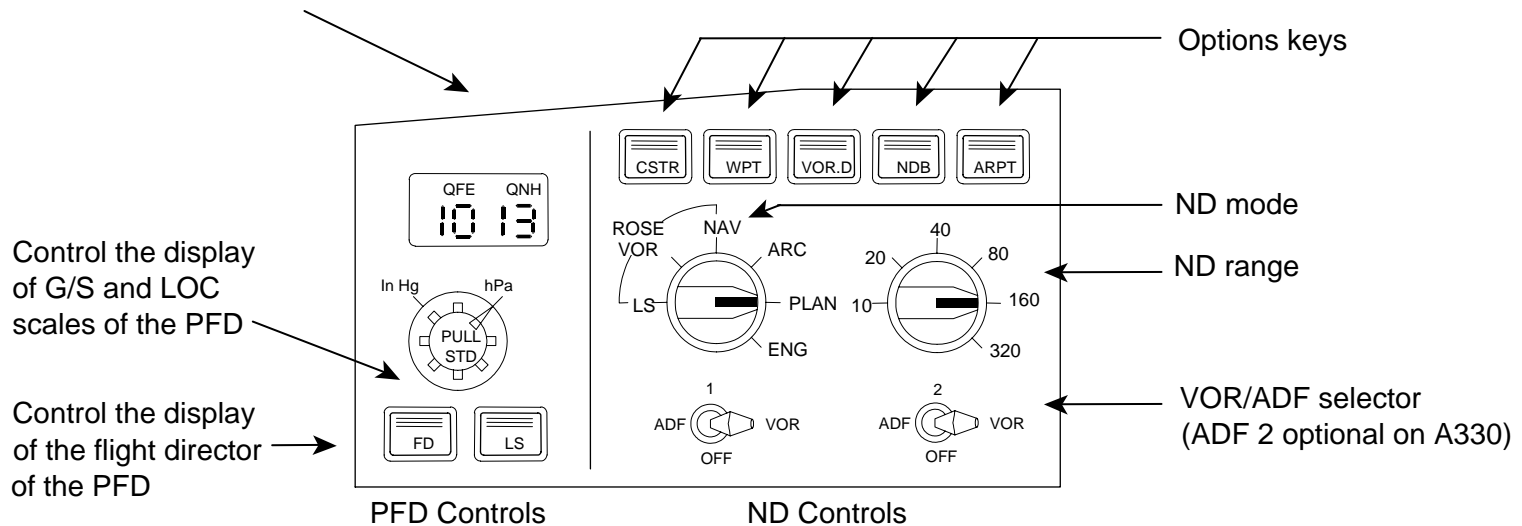 Options keys
CSTR WPT VOR.D NDB ARPT
QFE QNH
10 13
ND mode
ROSE NAV
VOR ARC
LS PLAN
ENG
40
20 80
10 160
320
ND range
Control the display
of G/S and LOC
scales of the PFD
In Hg hPa
PULL
STD
Control the display
of the flight director
of the PFD
FD LS
1
ADF VOR
OFF
2
ADF VOR
OFF
VOR/ADF selector
(ADF 2 optional on A330)
PFD Controls ND Controls